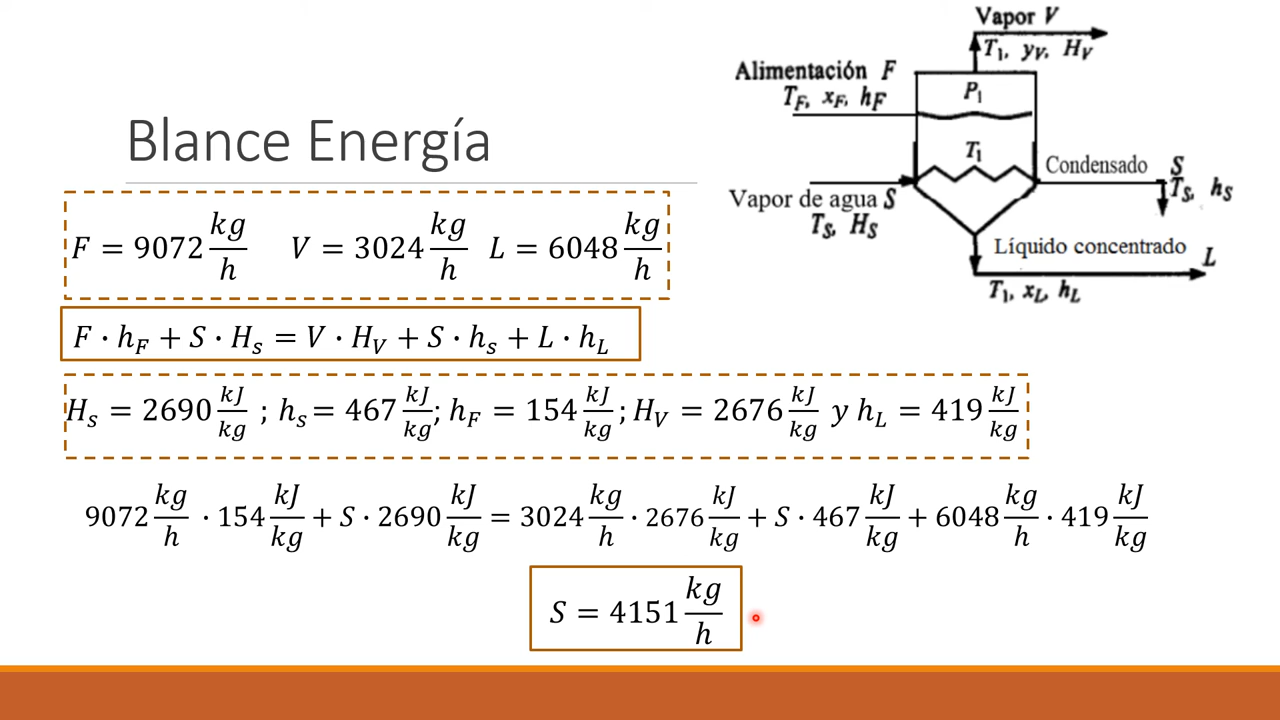 Blance Energía
F = 9072 kg/h    V = 3024 kg/h    L = 6048 kg/h
F · h_F + S · H_s = V · H_V + S · h_s + L · h_L
H_s = 2690 kJ/kg ; h_s = 467 kJ/kg; h_F = 154 kJ/kg ; H_V = 2676 kJ/kg y h_L = 419 kJ/kg
9072 kg/h · 154 kJ/kg + S · 2690 kJ/kg = 3024 kg/h · 2676 kJ/kg + S · 467 kJ/kg + 6048 kg/h · 419 kJ/kg
S = 4151 kg/h
Vapor V
T₁, y_V, H_V
Alimentación F
T_F, x_F, h_F
P₁
T₁
Condensado S
T_S, h_S
Vapor de agua S
T_S, H_S
Líquido concentrado
L
T₁, x_L, h_L